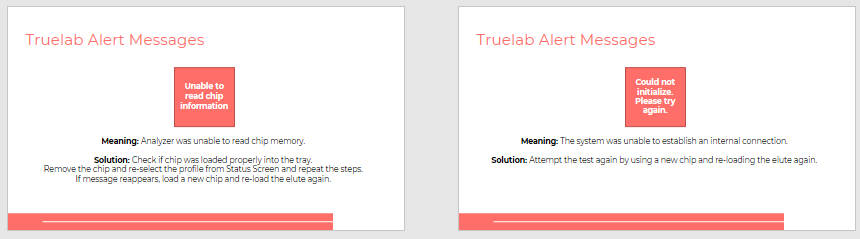 Truelab Alert Messages
Unable to
read chip
information
Meaning: Analyzer was unable to read chip memory.
Solution: Check if chip was loaded properly into the tray.
Remove the chip and re-select the profile from Status Screen and repeat the steps.
If message reappears, load a new chip and re-load the elute again.
Truelab Alert Messages
Could not
initialize.
Please try
again.
Meaning: The system was unable to establish an internal connection.
Solution: Attempt the test again by using a new chip and re-loading the elute again.